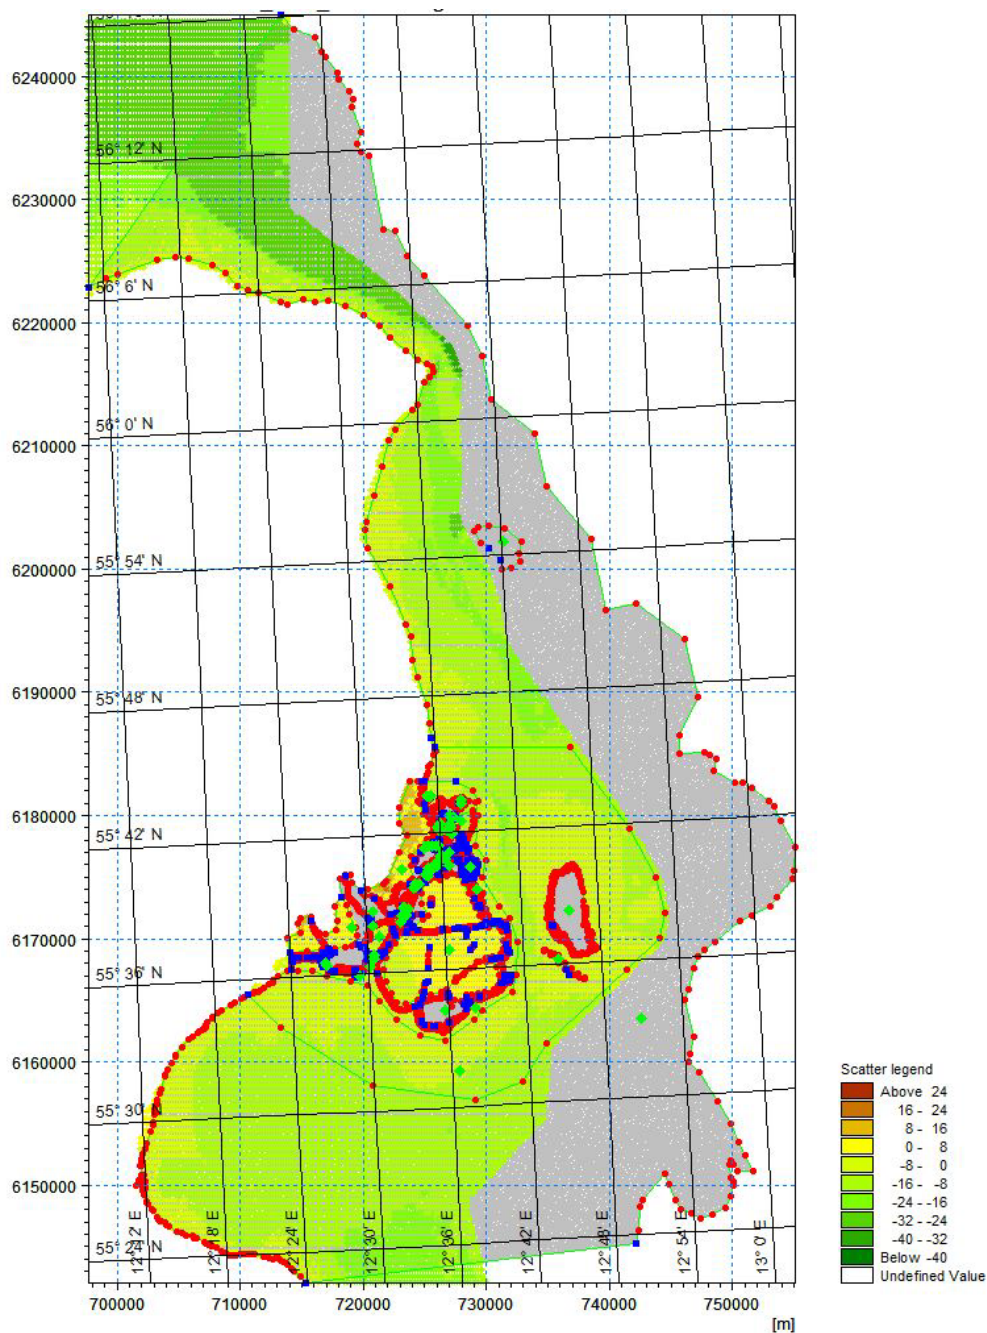 6240000
56° 12' N
6230000
56° 6' N
6220000
56° 0' N
6210000
55° 54' N
6200000
55° 48' N
6190000
55° 42' N
6180000
55° 36' N
6170000
6160000
55° 30' N
6150000
55° 24' N
12° 12' E
12° 18' E
12° 24' E
12° 30' E
12° 36' E
12° 42' E
12° 48' E
12° 54' E
13° 0' E
700000 710000 720000 730000 740000 750000
[m]
Scatter legend
Above 24
16 - 24
8 - 16
0 - 8
-8 - 0
-16 - -8
-24 - -16
-32 - -24
-40 - -32
Below -40
Undefined Value